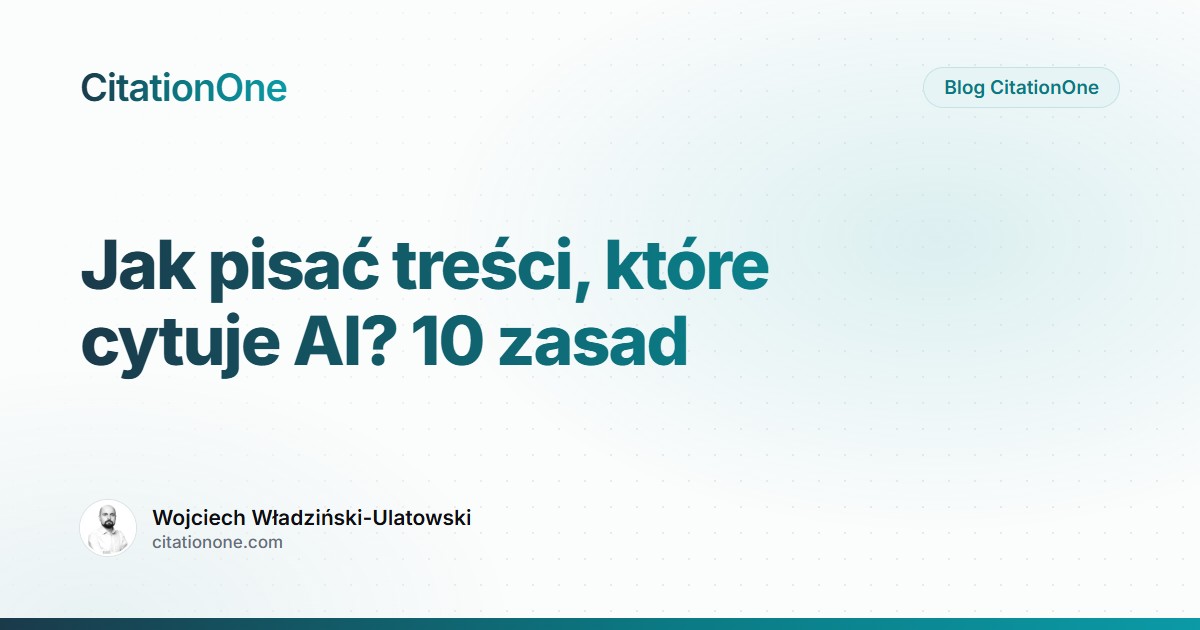 CitationOne
Blog CitationOne
Jak pisać treści, które
cytuje AI? 10 zasad
Wojciech Władziński-Ulatowski
citationone.com